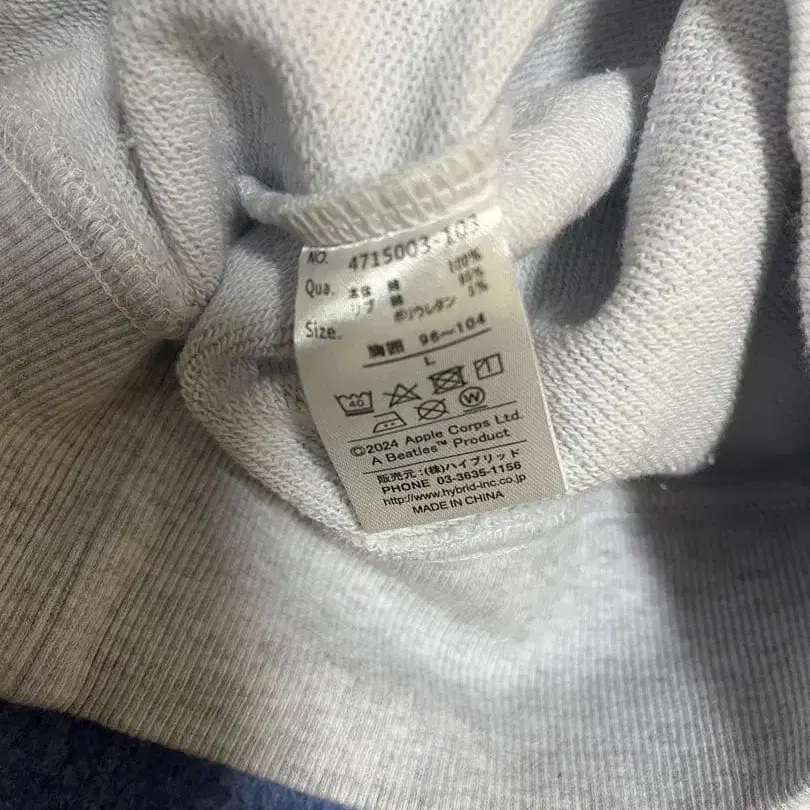 NO. 4715003-103
Qua. 本体 綿 100%
リブ 綿
ポリウレタン 1%
Size. 胸囲 96～104
L
40
W
©2024 Apple Corps Ltd.
A Beatles™ Product
販売元:(株)ハイブリッド
PHONE 03-3635-1156
http://www.hybrid-inc.co.jp
MADE IN CHINA